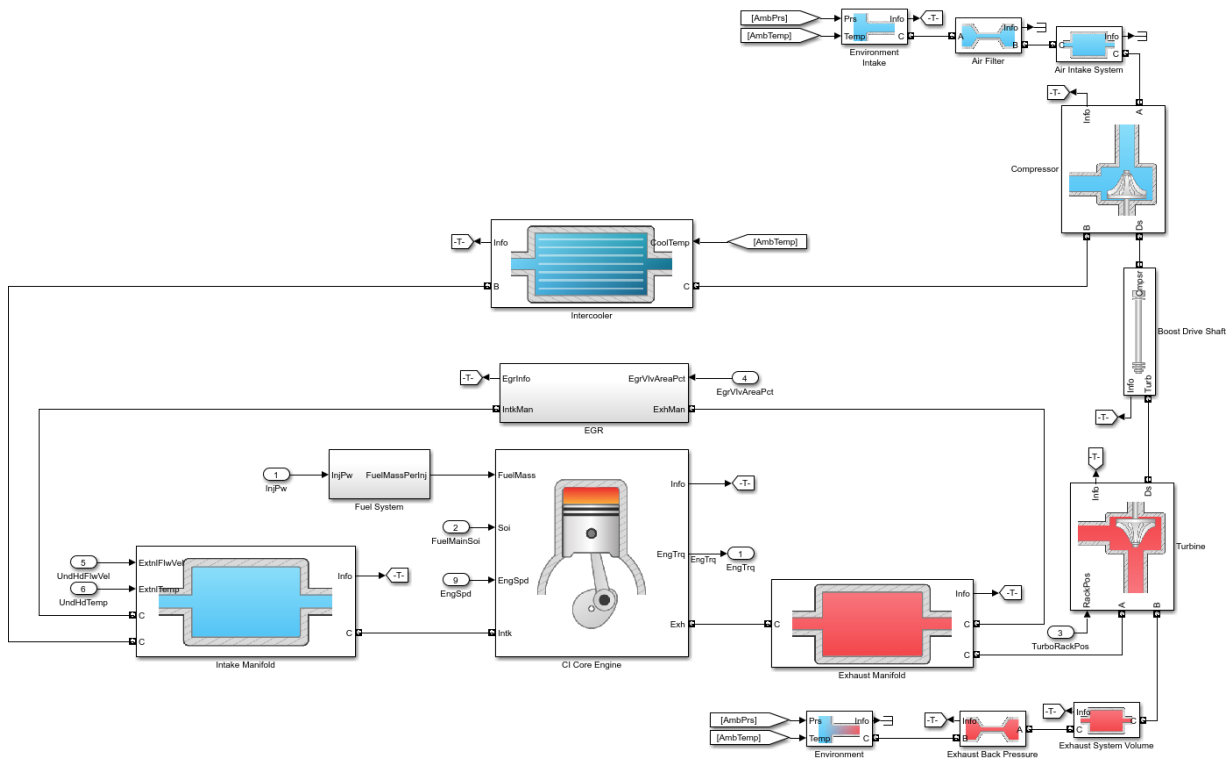 [AmbPrs]
[AmbTemp]
Prs
Temp
Info
C
-T-
Environment
Intake
A
Info
B
Air Filter
C
Info
C
Air Intake System
-T-
Info
A
Compressor
B
Ds
-T-
Info
B
CoolTemp
C
[AmbTemp]
Intercooler
Cmpsr
Info
Turb
Boost Drive Shaft
-T-
-T-
EgrInfo
IntkMan
EgrVlvAreaPct
ExhMan
4
EgrVlvAreaPct
EGR
1
InjPw
InjPw
FuelMassPerInj
Fuel System
FuelMass
Soi
EngSpd
Intk
Info
EngTrq
Exh
CI Core Engine
2
FuelMainSoi
9
EngSpd
-T-
EngTrq
1
EngTrq
5
UndHdFlwVel
6
UndHdTemp
ExtnlFlwVel
ExtnlTemp
C
C
Info
C
-T-
Intake Manifold
C
Info
C
C
-T-
Exhaust Manifold
-T-
Info
Ds
RackPos
A
B
Turbine
3
TurboRackPos
[AmbPrs]
[AmbTemp]
Prs
Temp
Info
C
Environment
-T-
Info
B
A
Exhaust Back Pressure
-T-
Info
C
C
Exhaust System Volume